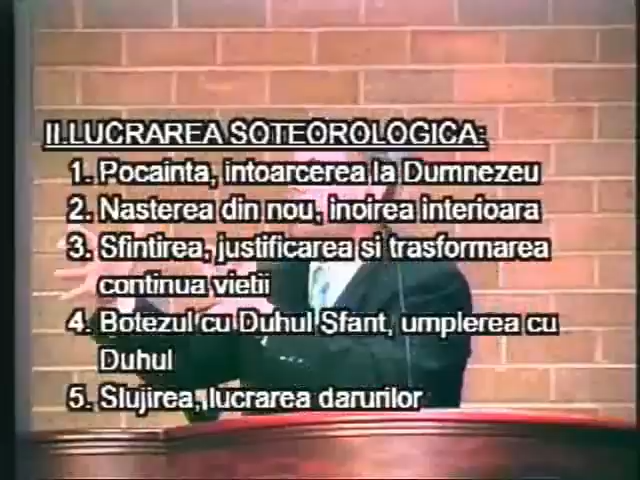 II.LUCRAREA SOTEOROLOGICA:
1. Pocainta, intoarcerea la Dumnezeu
2. Nasterea din nou, inoirea interioara
3. Sfintirea, justificarea si trasformarea
continua vietii
4. Botezul cu Duhul Sfant, umplerea cu
Duhul
5. Slujirea, lucrarea darurilor